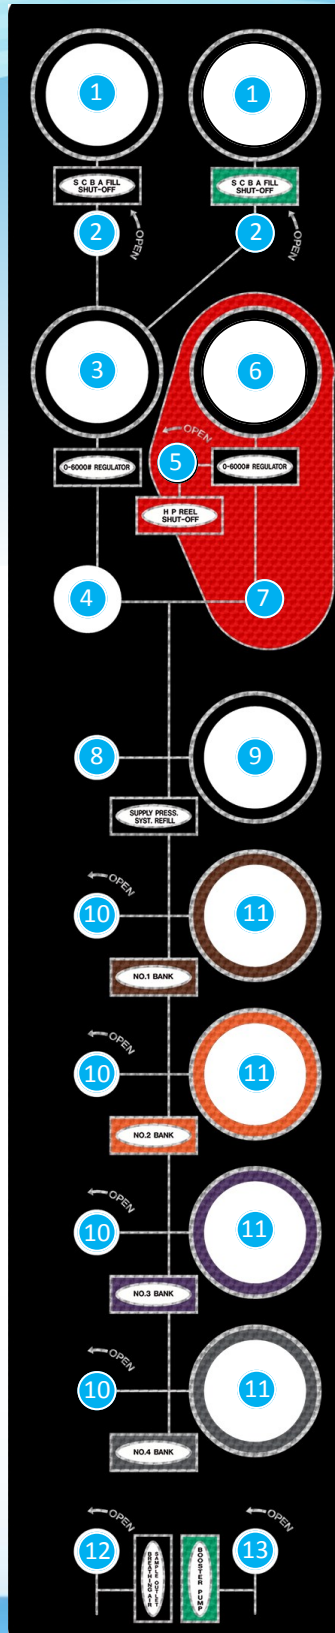 1 1
S C B A FILL
SHUT-OFF
S C B A FILL
SHUT-OFF
2 OPEN 2 OPEN
3 6
OPEN
5
0-6000# REGULATOR 0-6000# REGULATOR
H P REEL
SHUT-OFF
4 7
8 9
SUPPLY PRESS.
SYST. REFILL
OPEN
10 11
NO.1 BANK
OPEN
10 11
NO.2 BANK
OPEN
10 11
NO.3 BANK
OPEN
10 11
NO.4 BANK
OPEN OPEN
12 13
SAMPLE OUTLET
BREATHING AIR
BOOSTER PUMP